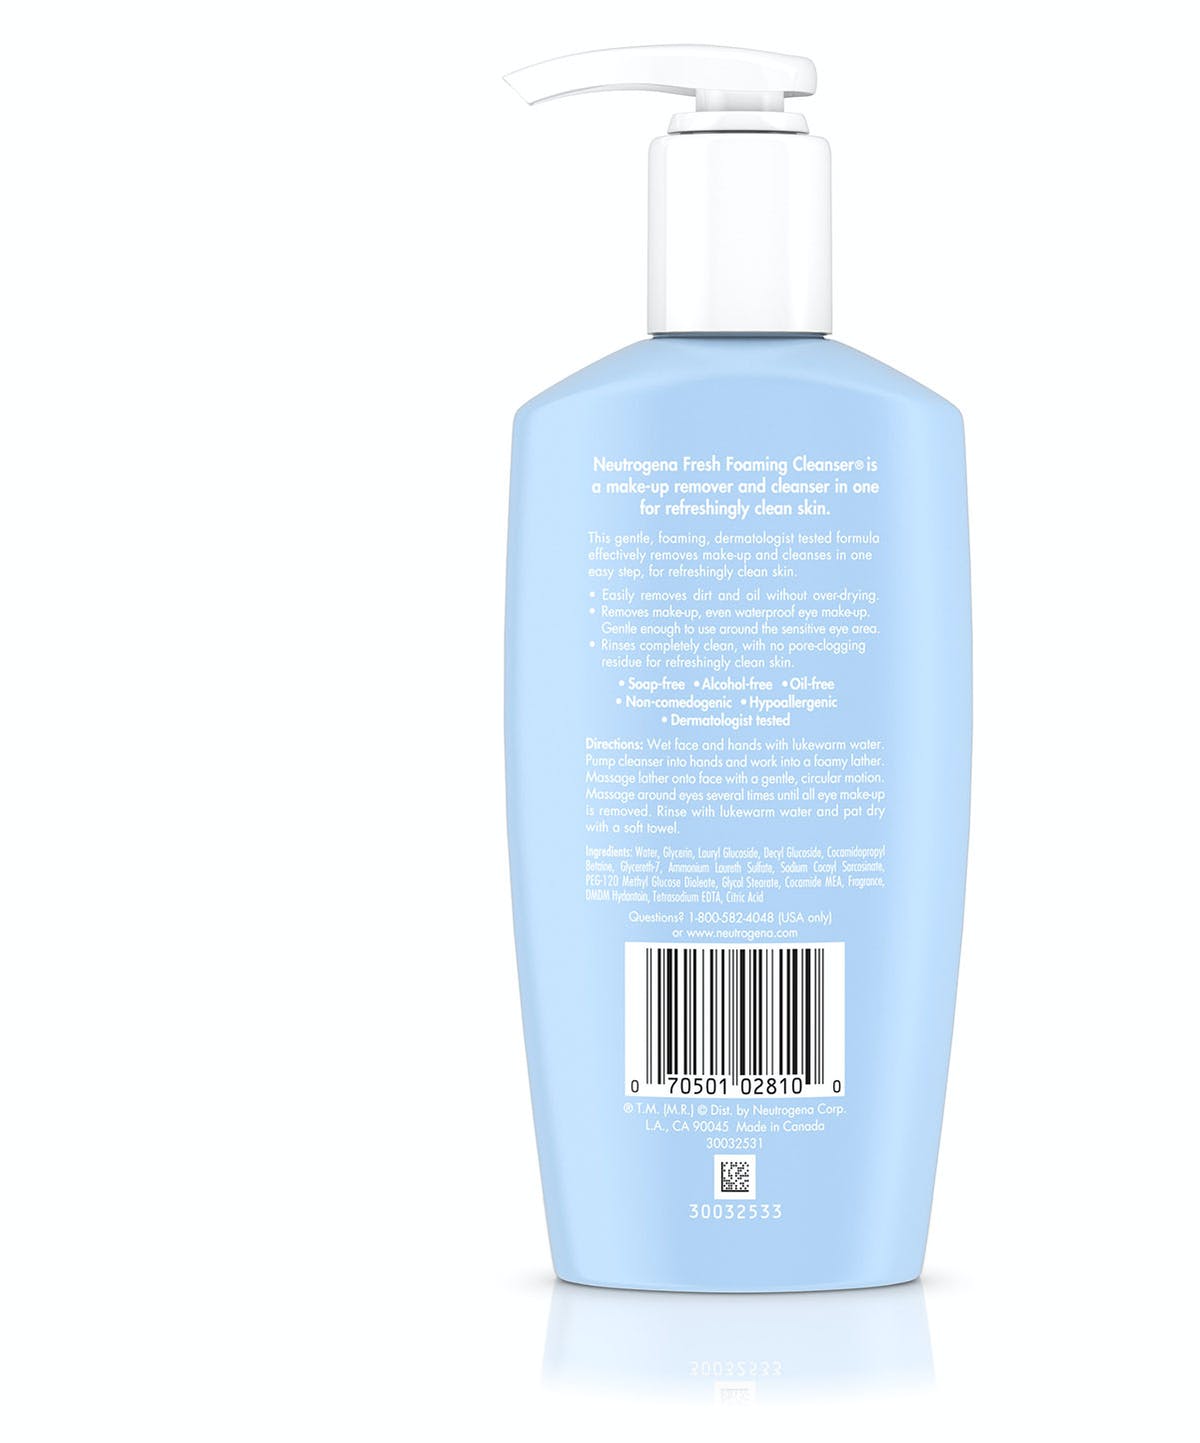 Neutrogena Fresh Foaming Cleanser® is
a make-up remover and cleanser in one
for refreshingly clean skin.
This gentle, foaming, dermatologist tested formula
effectively removes make-up and cleanses in one
easy step, for refreshingly clean skin.
• Easily removes dirt and oil without over-drying.
• Removes make-up, even waterproof eye make-up.
Gentle enough to use around the sensitive eye area.
• Rinses completely clean, with no pore-clogging
residue for refreshingly clean skin.
• Soap-free • Alcohol-free • Oil-free
• Non-comedogenic • Hypoallergenic
• Dermatologist tested
Directions: Wet face and hands with lukewarm water.
Pump cleanser into hands and work into a foamy lather.
Massage lather onto face with a gentle, circular motion.
Massage around eyes several times until all eye make-up
is removed. Rinse with lukewarm water and pat dry
with a soft towel.
Ingredients: Water, Glycerin, Lauryl Glucoside, Decyl Glucoside, Cocamidopropyl
Betaine, Glycereth-7, Ammonium Laureth Sulfate, Sodium Cocoyl Sarcosinate,
PEG-120 Methyl Glucose Dioleate, Glycol Stearate, Cocamide MEA, Fragrance,
DMDM Hydantoin, Tetrasodium EDTA, Citric Acid
Questions? 1-800-582-4048 (USA only)
or www.neutrogena.com
0 70501 02810 0
® T.M. (M.R.) © Dist. by Neutrogena Corp.
L.A., CA 90045 Made in Canada
30032531
30032533